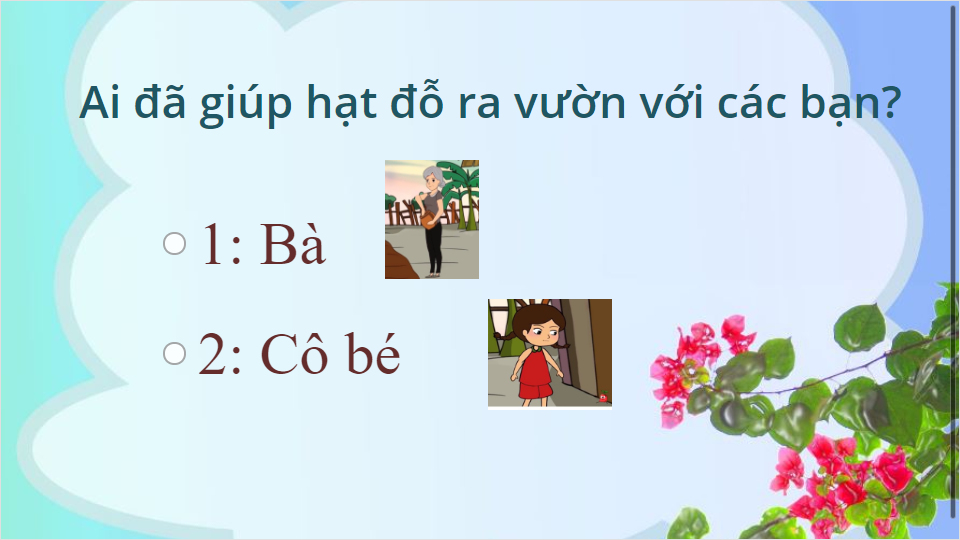 Ai đã giúp hạt đỗ ra vườn với các bạn?
1: Bà
2: Cô bé